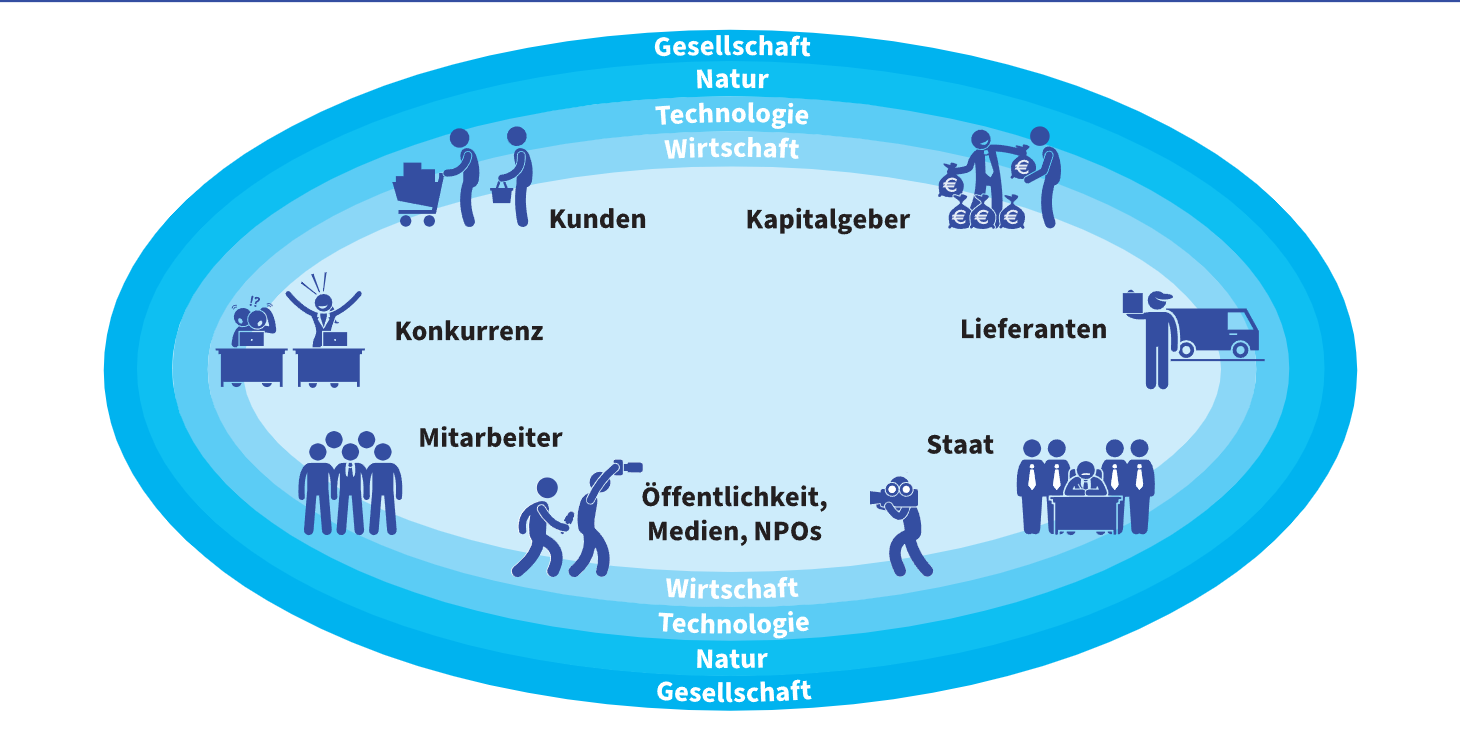 Gesellschaft
Natur
Technologie
Wirtschaft
Kunden
Kapitalgeber
€
€
€ € €
!?
Konkurrenz
Lieferanten
Mitarbeiter
Staat
Öffentlichkeit,
Medien, NPOs
Wirtschaft
Technologie
Natur
Gesellschaft